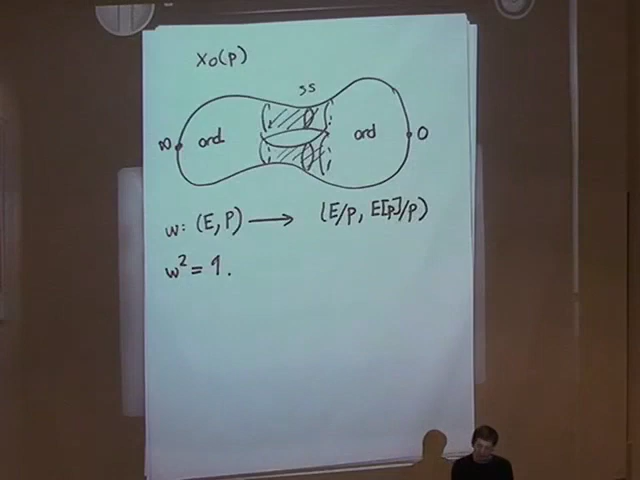 X₀(p)
ss
∞ ord ord 0
w: (E, P) ⟶ (E/P, E[p]/P)
w² = 1.